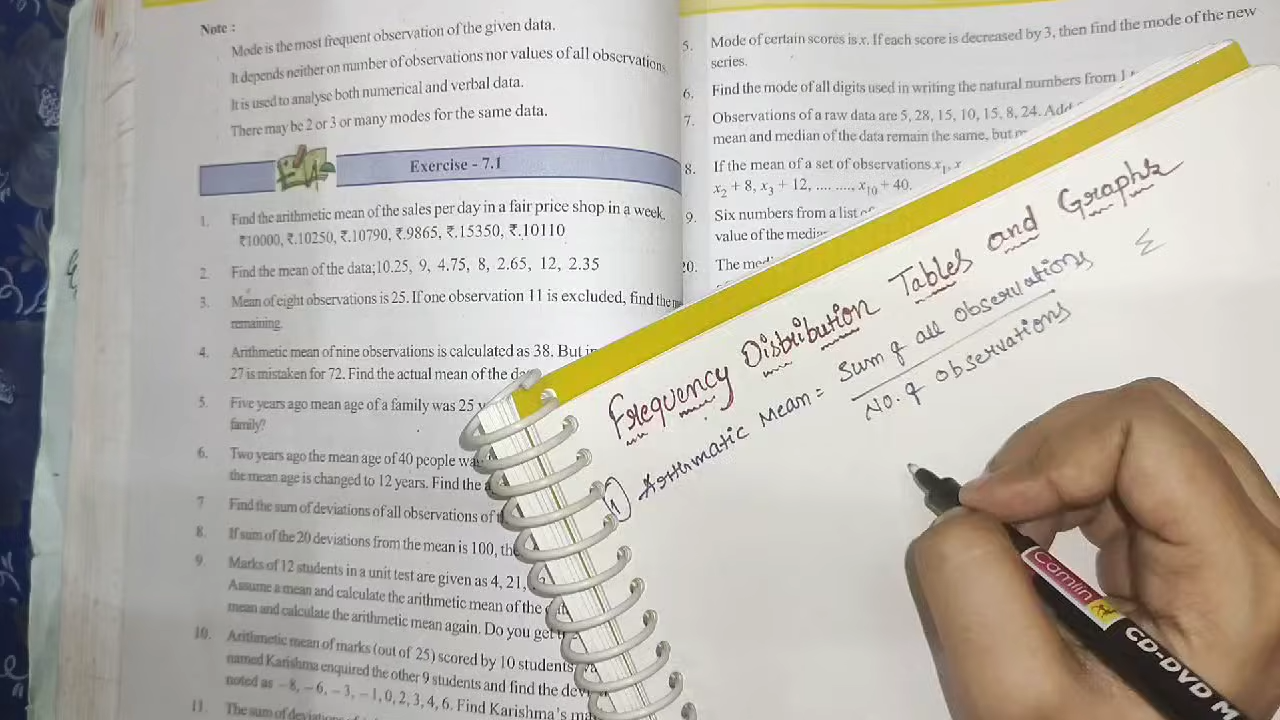 Note :
Mode is the most frequent observation of the given data.
It depends neither on number of observations nor values of all observations.
It is used to analyse both numerical and verbal data.
There may be 2 or 3 or many modes for the same data.
Exercise - 7.1
1. Find the arithmetic mean of the sales per day in a fair price shop in a week.
₹10000, ₹.10250, ₹.10790, ₹.9865, ₹.15350, ₹.10110
2. Find the mean of the data;10.25, 9, 4.75, 8, 2.65, 12, 2.35
3. Mean of eight observations is 25. If one observation 11 is excluded, find the
remaining.
4. Arithmetic mean of nine observations is calculated as 38. But
27 is mistaken for 72. Find the actual mean of the
5. Five years ago mean age of a family was 25
family?
6. Two years ago the mean age of 40 people
the mean age is changed to 12 years. Find the
7 Find the sum of deviations of all observations of
8. If sum of the 20 deviations from the mean is 100,
9. Marks of 12 students in a unit test are given as 4, 21,
Assume a mean and calculate the arithmetic mean of the
mean and calculate the arithmetic mean again. Do you get
10. Arithmetic mean of marks (out of 25) scored by 10 students
named Karishma enquired the other 9 students and find the
noted as −8, −6, −3, −1, 0, 2, 3, 4, 6. Find Karishma's
11. The sum of
5. Mode of certain scores is x. If each score is decreased by 3, then find the mode of the new
series.
6. Find the mode of all digits used in writing the natural numbers from 1
7. Observations of a raw data are 5, 28, 15, 10, 15, 8, 24. Add
mean and median of the data remain the same, but
8. If the mean of a set of observations x₁, x
x₂ + 8, x₃ + 12, .... ....., x₁₀ + 40.
9. Six numbers from a list
value of the
20. The
Frequency Distribution Tables and Graphs
① Arithmatic Mean = Sum of all observations
No. of observations
Σ
Camlin
CD-DVD M